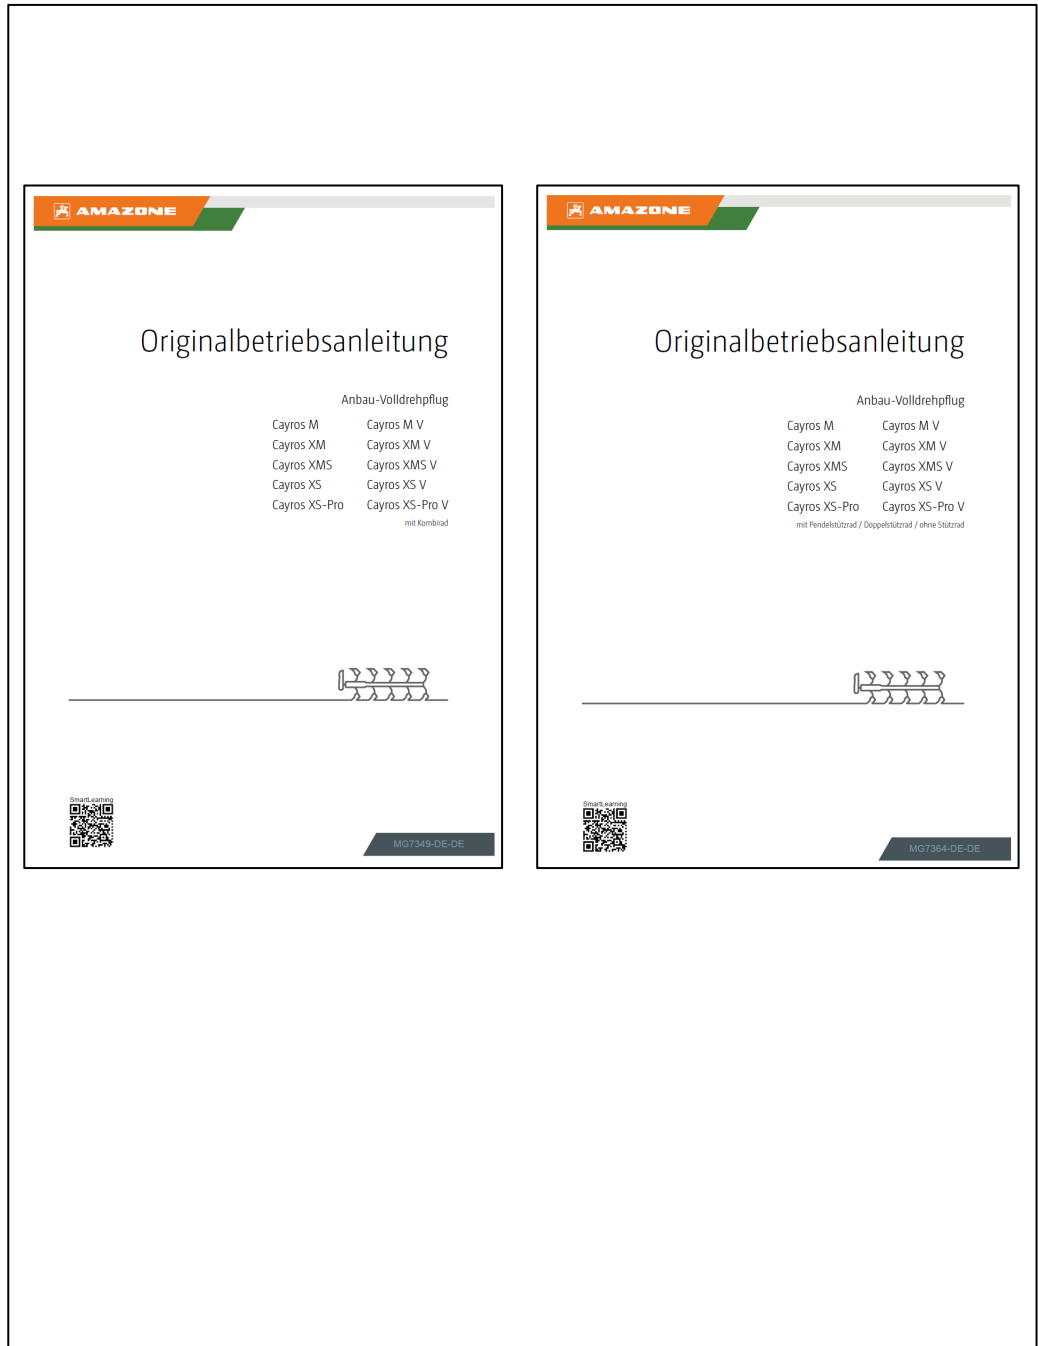 AMAZONE
Originalbetriebsanleitung
Anbau-Volldrehpflug
Cayros M Cayros M V
Cayros XM Cayros XM V
Cayros XMS Cayros XMS V
Cayros XS Cayros XS V
Cayros XS-Pro Cayros XS-Pro V
mit Kombirad
SmartLearning
MG7349-DE-DE
AMAZONE
Originalbetriebsanleitung
Anbau-Volldrehpflug
Cayros M Cayros M V
Cayros XM Cayros XM V
Cayros XMS Cayros XMS V
Cayros XS Cayros XS V
Cayros XS-Pro Cayros XS-Pro V
mit Pendelstützrad / Doppelstützrad / ohne Stützrad
SmartLearning
MG7364-DE-DE